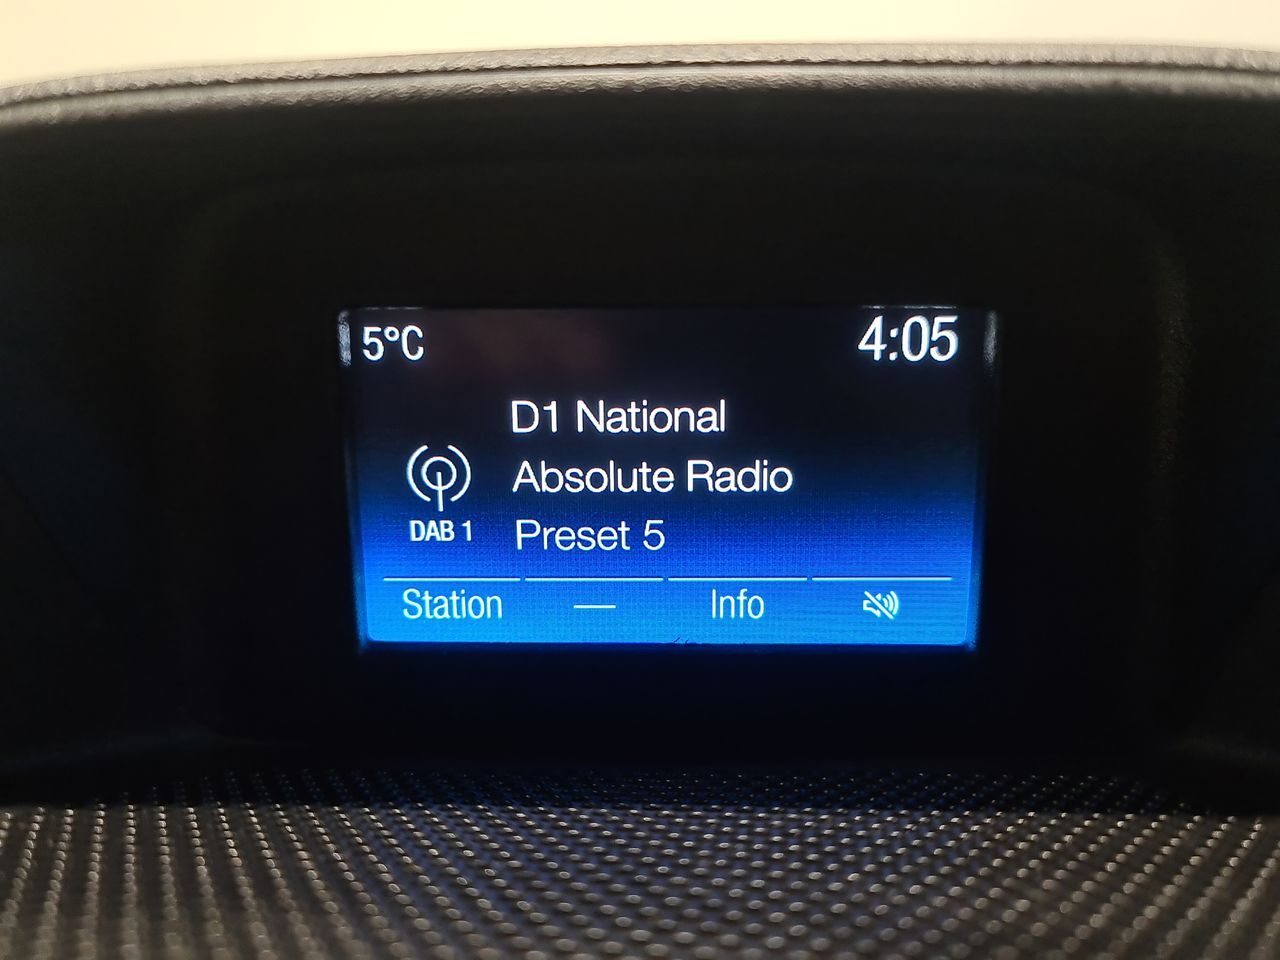 5°C 4:05
D1 National
Absolute Radio
DAB 1 Preset 5
Station — Info